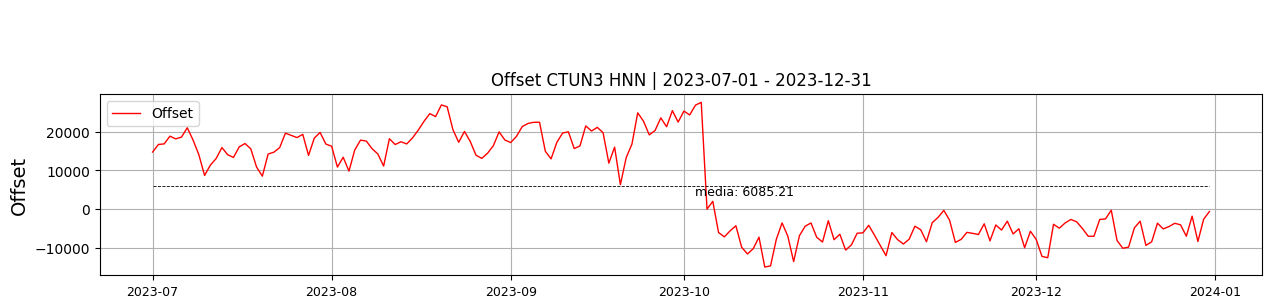 Offset CTUN3 HNN | 2023-07-01 - 2023-12-31
Offset
Offset
20000
10000
0
−10000
media: 6085.21
2023-07
2023-08
2023-09
2023-10
2023-11
2023-12
2024-01